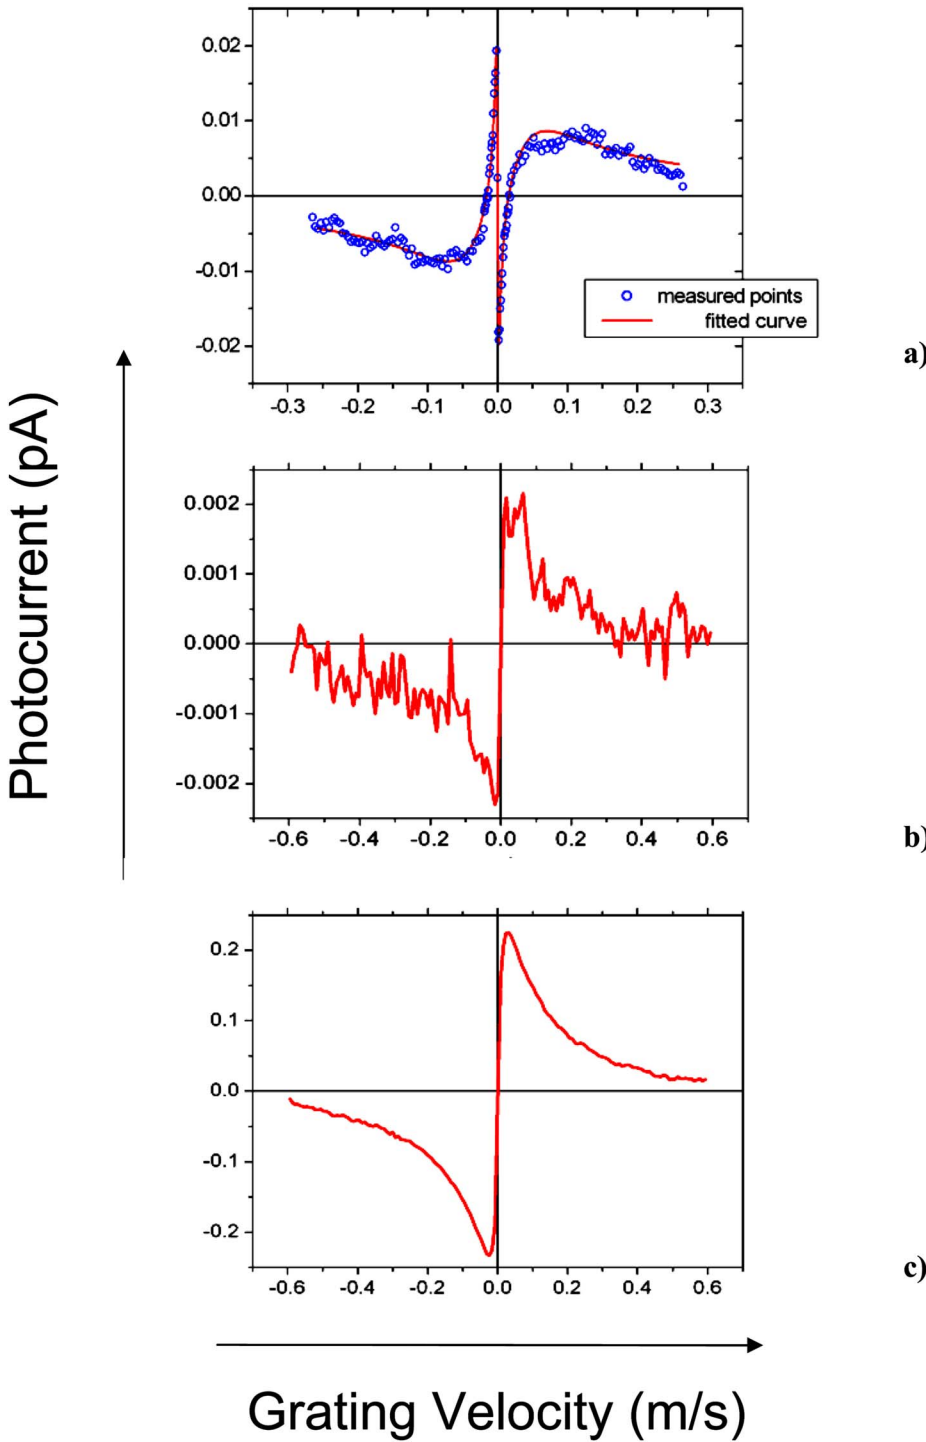 0.02
0.01
0.00
-0.01
-0.02
measured points
fitted curve
-0.3 -0.2 -0.1 0.0 0.1 0.2 0.3
a)
Photocurrent (pA)
0.002
0.001
0.000
-0.001
-0.002
-0.6 -0.4 -0.2 0.0 0.2 0.4 0.6
b)
0.2
0.1
0.0
-0.1
-0.2
-0.6 -0.4 -0.2 0.0 0.2 0.4 0.6
c)
Grating Velocity (m/s)